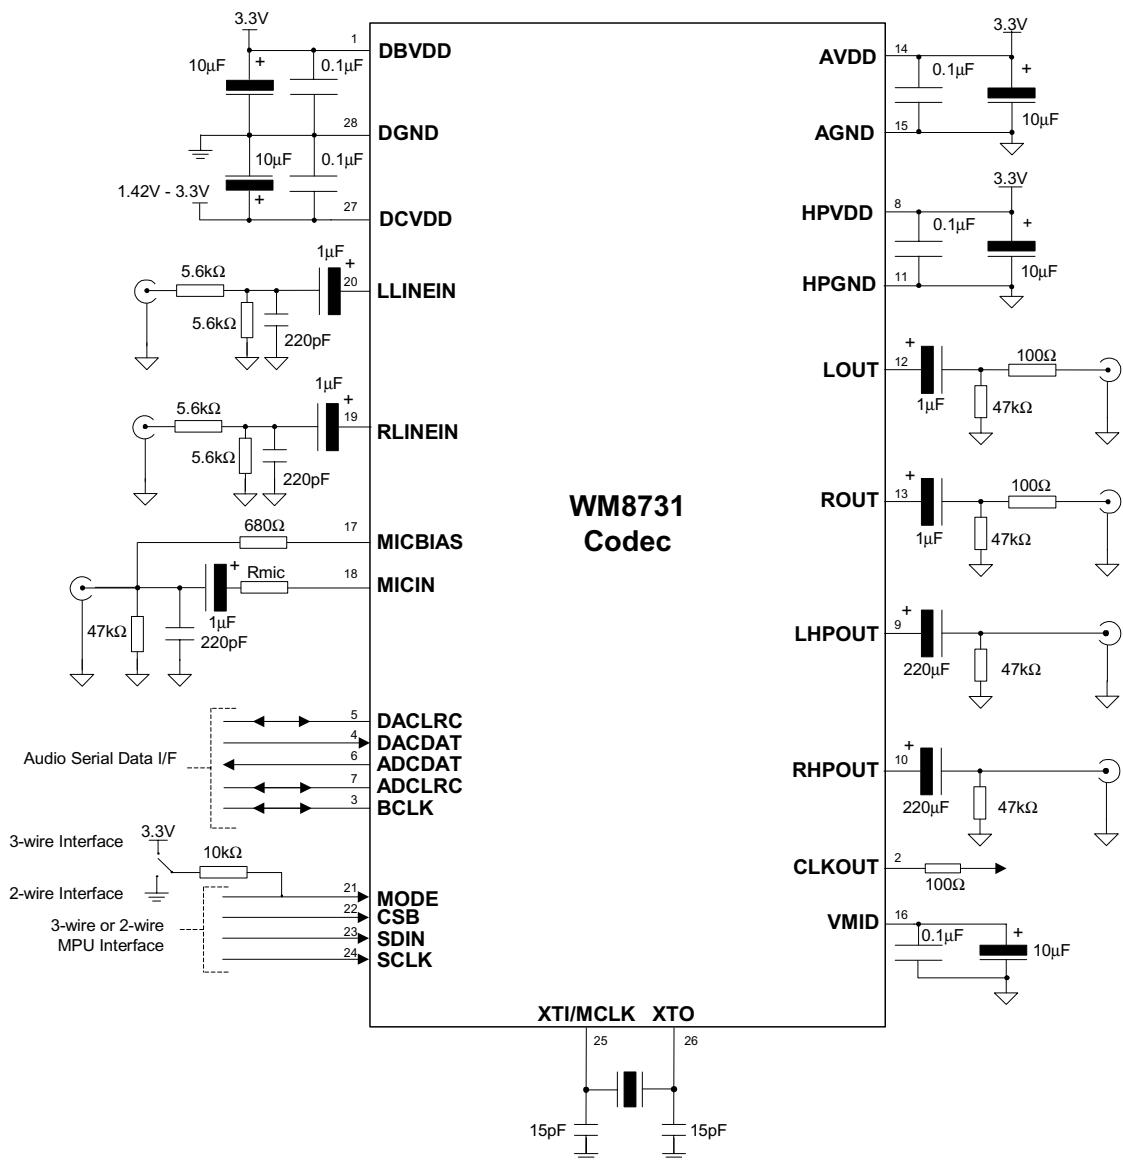 3.3V
1
DBVDD
10µF
+
0.1µF
28
DGND
10µF
0.1µF
1.42V - 3.3V
+
27
DCVDD
1µF
+
5.6kΩ
20
LLINEIN
5.6kΩ
220pF
1µF
+
5.6kΩ
19
RLINEIN
5.6kΩ
220pF
680Ω
17
MICBIAS
+
Rmic
18
MICIN
1µF
47kΩ
220pF
5
DACLRC
4
DACDAT
Audio Serial Data I/F
6
ADCDAT
7
ADCLRC
3
BCLK
3.3V
3-wire Interface
10kΩ
2-wire Interface
21
MODE
22
CSB
3-wire or 2-wire
MPU Interface
23
SDIN
24
SCLK
WM8731
Codec
3.3V
AVDD
14
0.1µF
+
10µF
AGND
15
3.3V
HPVDD
8
0.1µF
+
10µF
HPGND
11
+
100Ω
LOUT
12
1µF
47kΩ
+
100Ω
ROUT
13
1µF
47kΩ
+
LHPOUT
9
220µF
47kΩ
+
RHPOUT
10
220µF
47kΩ
CLKOUT
2
100Ω
VMID
16
0.1µF
+
10µF
XTI/MCLK XTO
25
26
15pF
15pF